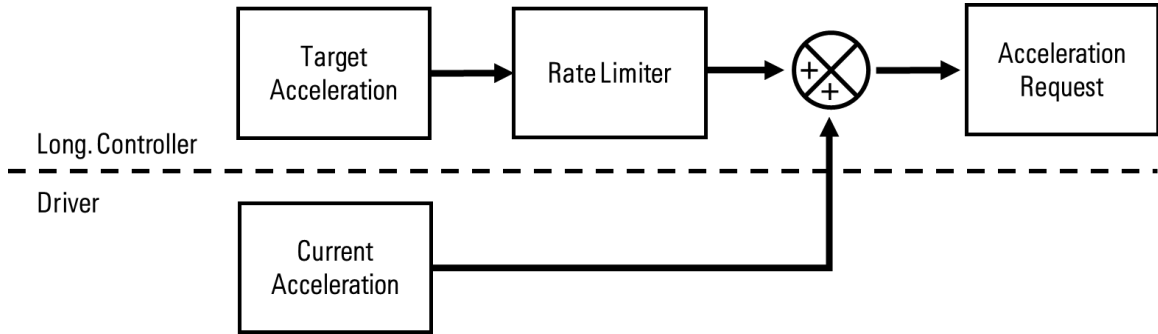 Target
Acceleration
Rate Limiter
+
+
Acceleration
Request
Long. Controller
Driver
Current
Acceleration